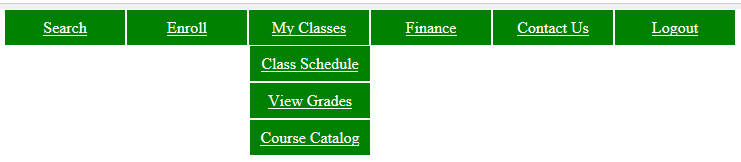 Search Enroll My Classes Finance Contact Us Logout
Class Schedule
View Grades
Course Catalog